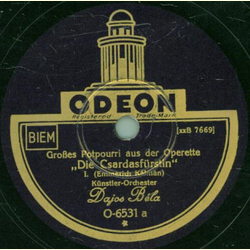 ODEON
Registered Trade-Mark
BIEM
[xxB 7669]
Großes Potpourri aus der Operette
„Die Csardasfürstin"
I. (Emmerich Kálmán)
Künstler-Orchester
Dajos Béla
O-6531 a
*